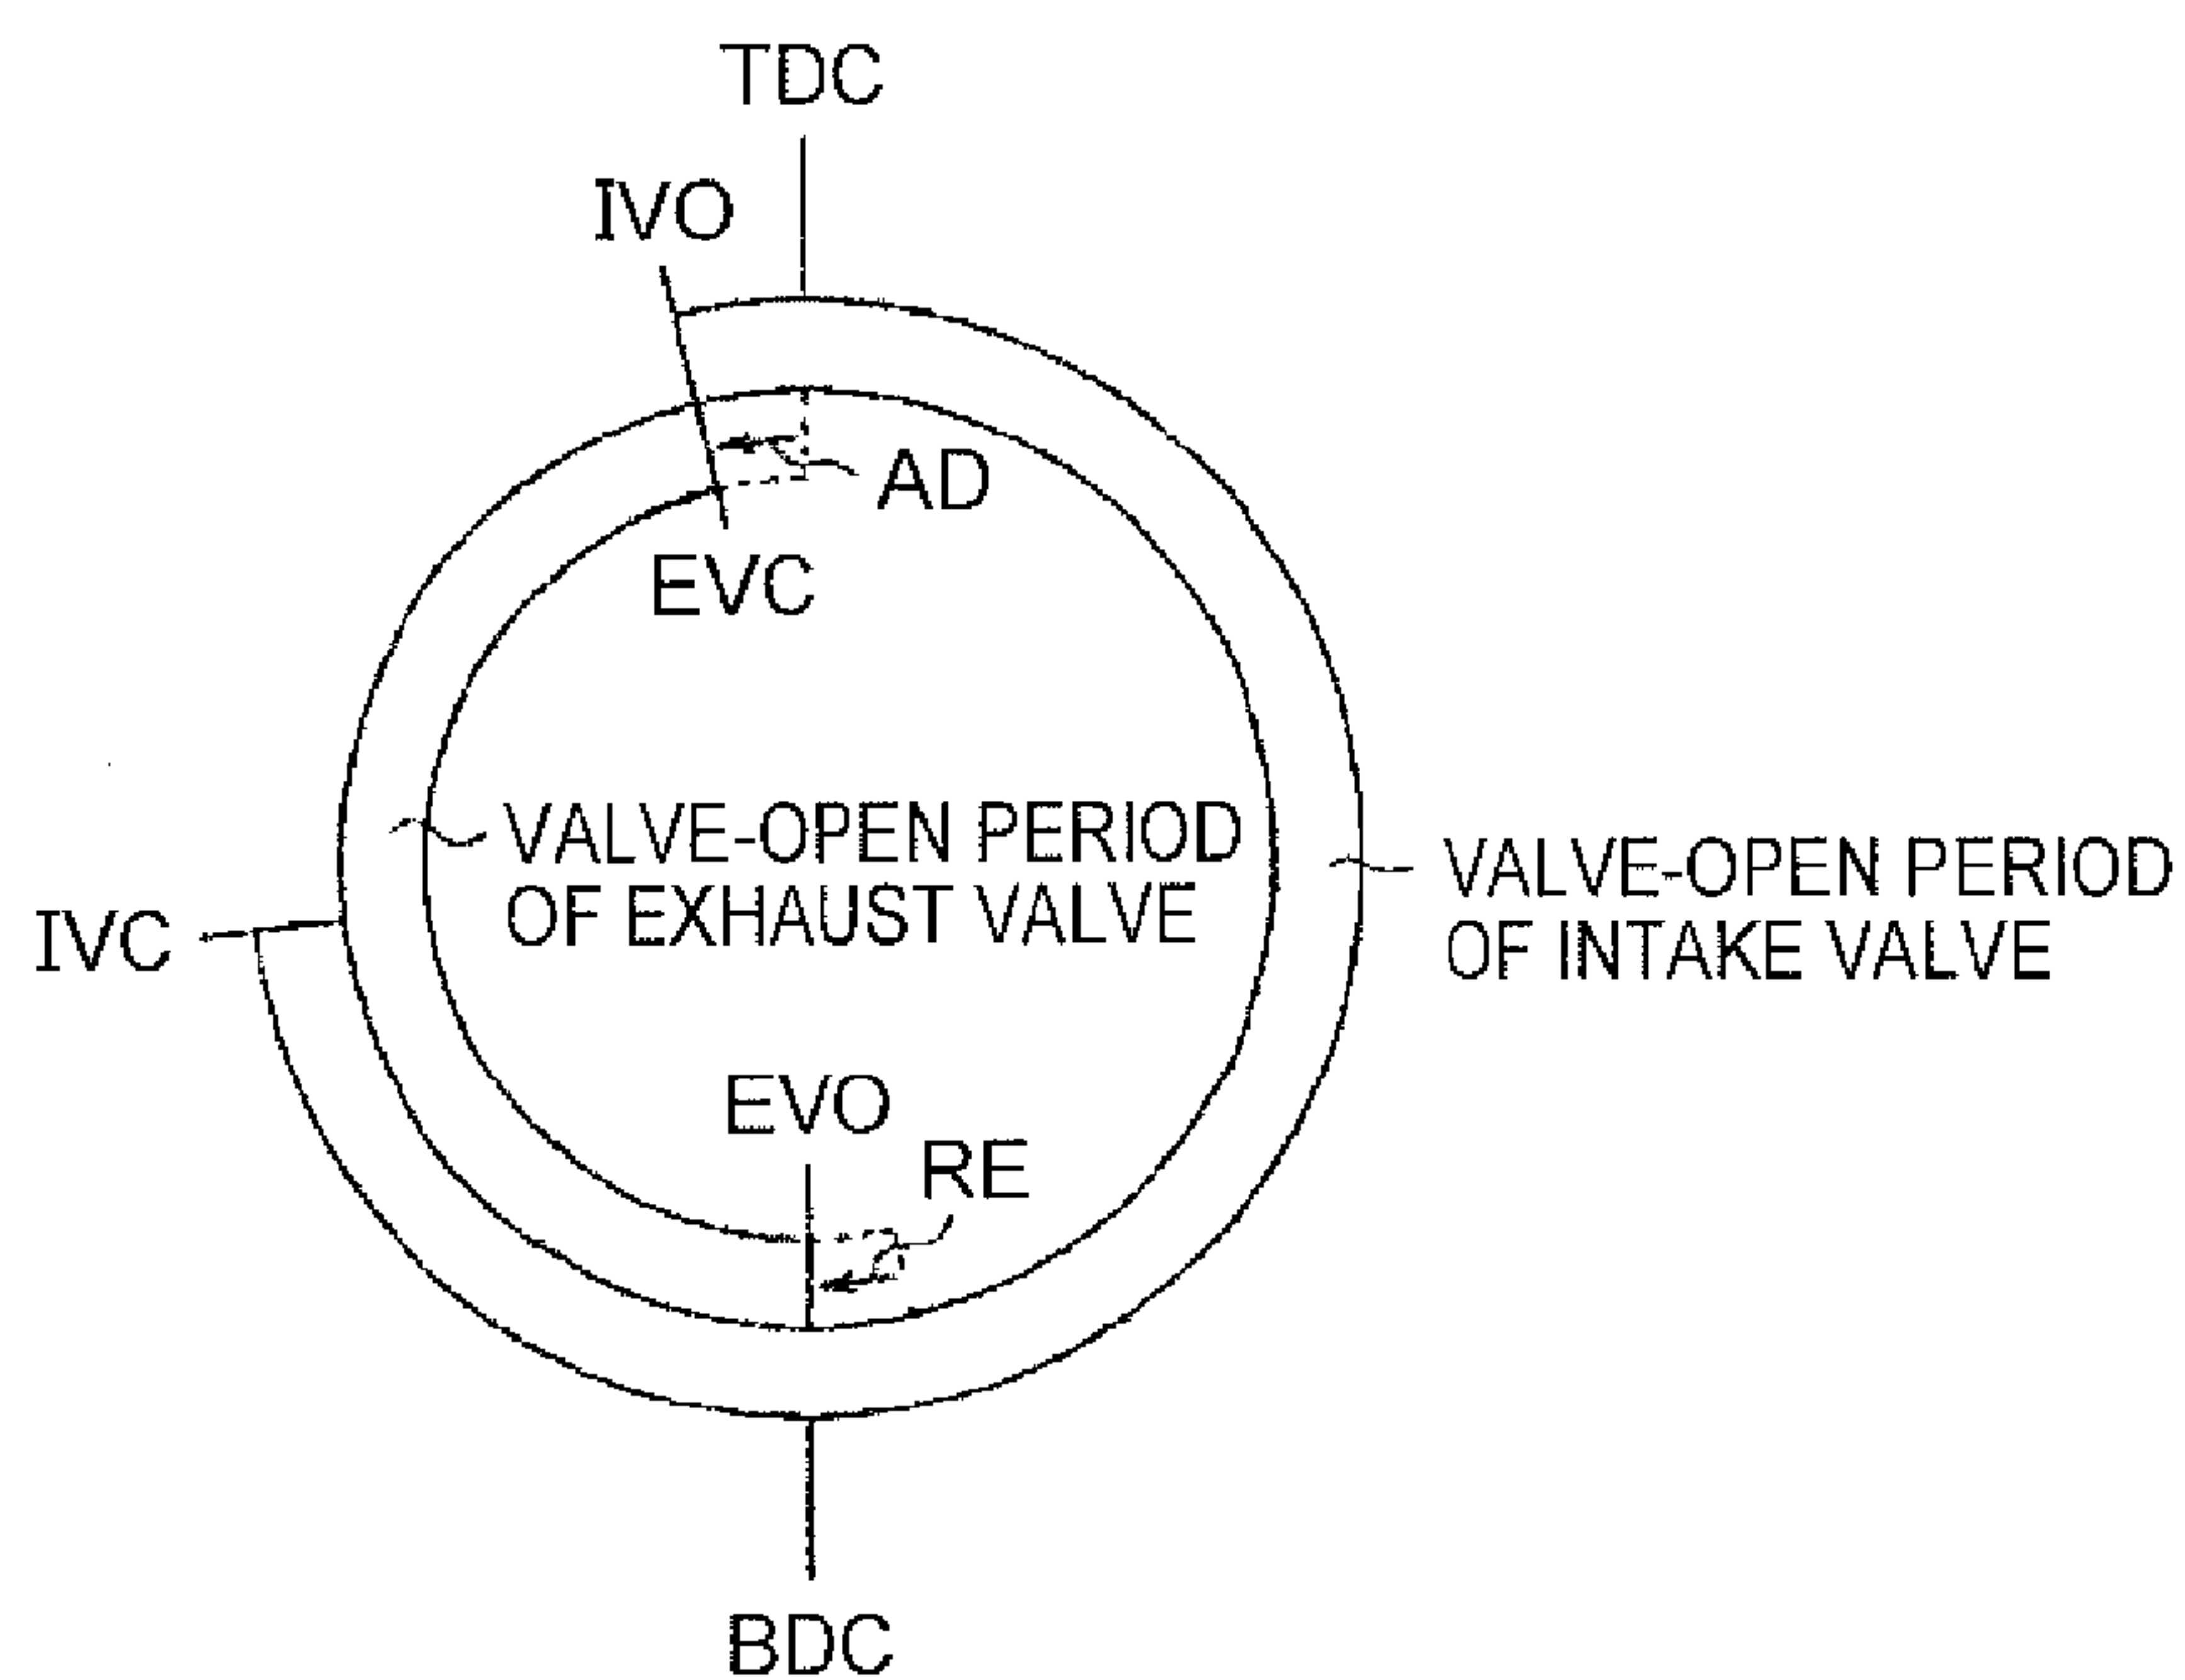 TDC
IVO
AD
EVC
VALVE-OPEN PERIOD
OF EXHAUST VALVE
VALVE-OPEN PERIOD
OF INTAKE VALVE
IVC
EVO
RE
BDC